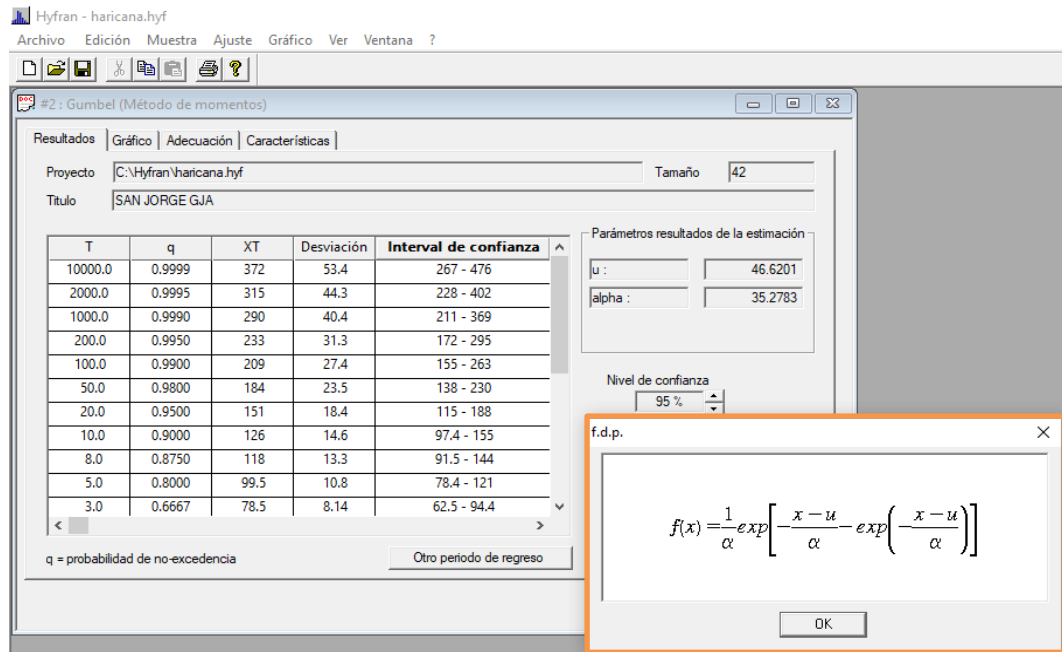 Hyfran - haricana.hyf
Archivo Edición Muestra Ajuste Gráfico Ver Ventana ?
#2 : Gumbel (Método de momentos)
Resultados Gráfico Adecuación Características
Proyecto C:\Hyfran\haricana.hyf Tamaño 42
Titulo SAN JORGE GJA
T q XT Desviación Interval de confianza
10000.0 0.9999 372 53.4 267 - 476
2000.0 0.9995 315 44.3 228 - 402
1000.0 0.9990 290 40.4 211 - 369
200.0 0.9950 233 31.3 172 - 295
100.0 0.9900 209 27.4 155 - 263
50.0 0.9800 184 23.5 138 - 230
20.0 0.9500 151 18.4 115 - 188
10.0 0.9000 126 14.6 97.4 - 155
8.0 0.8750 118 13.3 91.5 - 144
5.0 0.8000 99.5 10.8 78.4 - 121
3.0 0.6667 78.5 8.14 62.5 - 94.4
q = probabilidad de no-excedencia
Otro periodo de regreso
Parámetros resultados de la estimación
u : 46.6201
alpha : 35.2783
Nivel de confianza
95 %
f.d.p.
f(x) = 1/α exp[ - (x - u)/α - exp( - (x - u)/α ) ]
OK